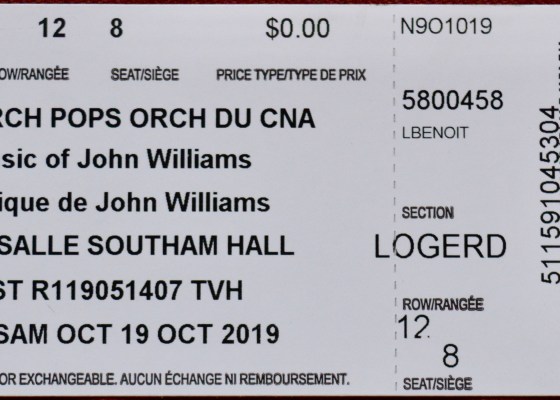 12 8 $0.00
ROW/RANGÉE SEAT/SIÈGE PRICE TYPE/TYPE DE PRIX
RCH POPS ORCH DU CNA
sic of John Williams
ique de John Williams
SALLE SOUTHAM HALL
ST R119051407 TVH
SAM OCT 19 OCT 2019
OR EXCHANGEABLE. AUCUN ÉCHANGE NI REMBOURSEMENT.
N9O1019
5800458
LBENOIT
SECTION
LOGERD
ROW/RANGÉE
12
8
SEAT/SIÈGE
511591045304